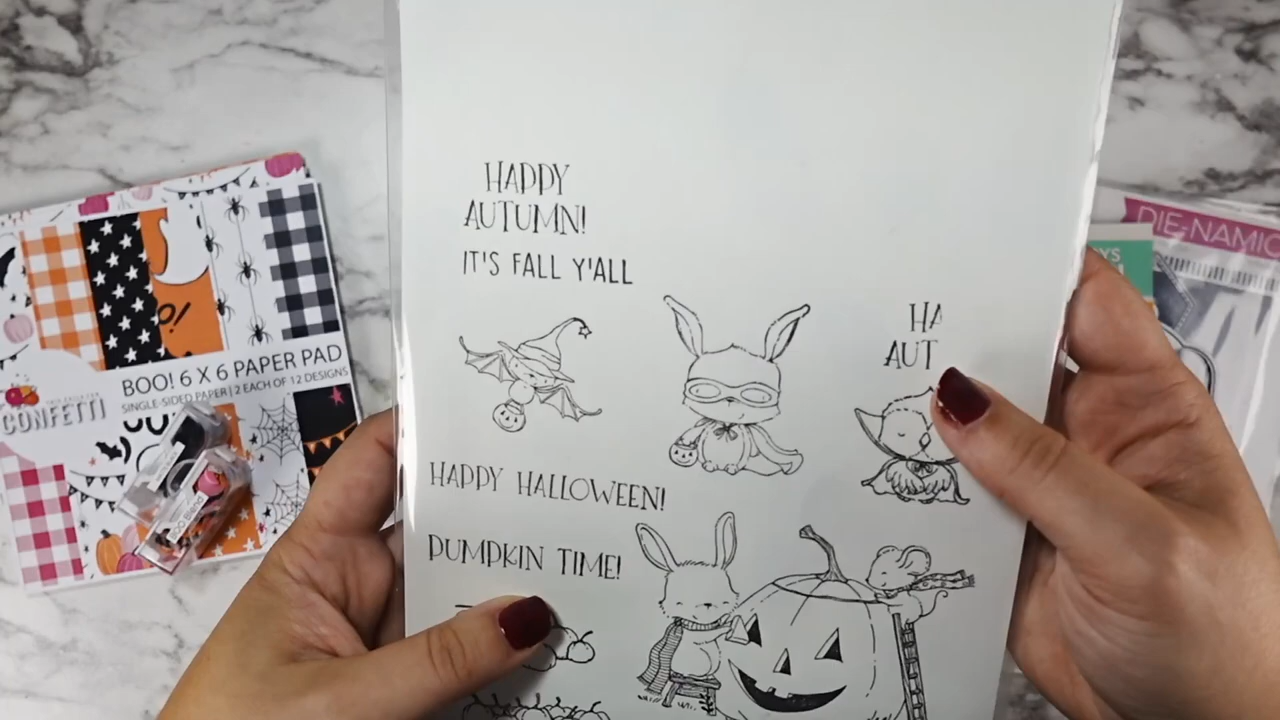 HAPPY
AUTUMN!
IT'S FALL Y'ALL
HA
AUT
HAPPY HALLOWEEN!
PUMPKIN TIME!
BOO! 6 X 6 PAPER PAD
SINGLE-SIDED PAPER | 2 EACH OF 12 DESIGNS
CONFETTI
DIE-NAMIC